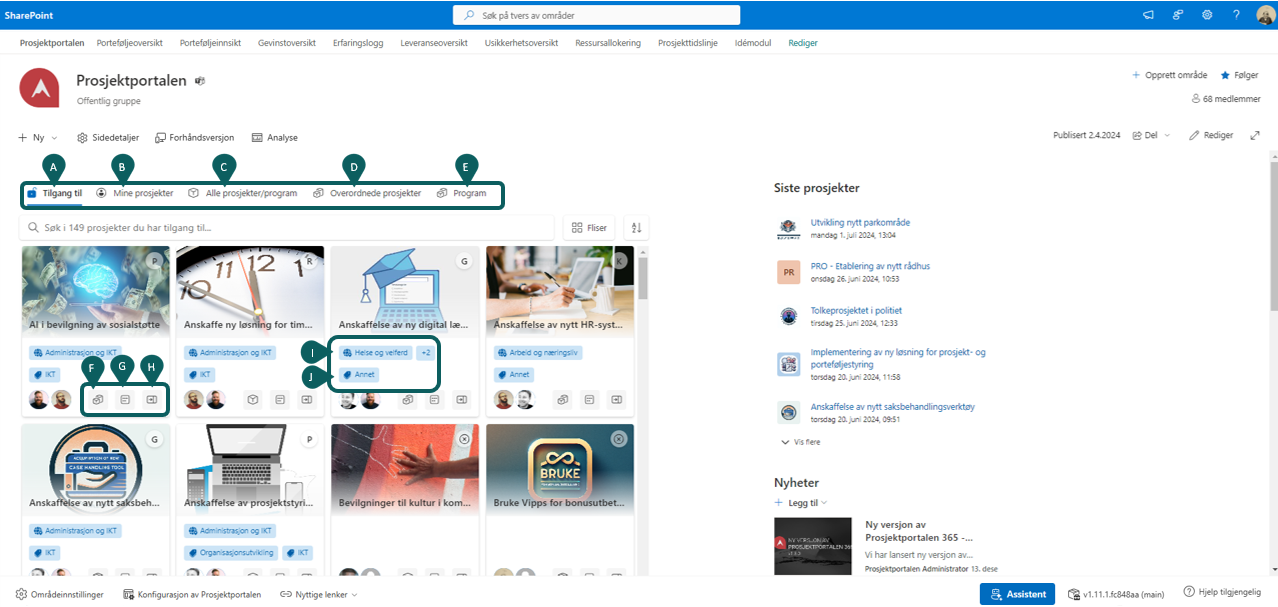 SharePoint
Søk på tvers av områder
Prosjektportalen Porteføljeoversikt Porteføljeinnsikt Gevinstoversikt Erfaringslogg Leveranseoversikt Usikkerhetsoversikt Ressursallokering Prosjekttidslinje Idémodul Rediger
Prosjektportalen
Offentlig gruppe
Opprett område Følger
68 medlemmer
Ny Sidedetaljer Forhåndsversjon Analyse
Publisert 2.4.2024 Del Rediger
A B C D E
Tilgang til Mine prosjekter Alle prosjekter/program Overordnede prosjekter Program
Søk i 149 prosjekter du har tilgang til...
Fliser
P
AI i bevilgning av sosialstøtte
Administrasjon og IKT
IKT
F G H
R
Anskaffe ny løsning for tim...
Administrasjon og IKT
IKT
G
Anskaffelse av ny digital læ...
I
Helse og velferd +2
J
Annet
K
Anskaffelse av nytt HR-syst...
Arbeid og næringsliv
Annet
G
ACQUISITION OF NEW
CASE HANDLING TOOL
Anskaffelse av nytt saksbeh...
Administrasjon og IKT
IKT
P
Anskaffelse av prosjektstyri...
Administrasjon og IKT
Organisasjonsutvikling IKT
Bevilgninger til kultur i kom...
BRUKE
Bruke Vipps for bonusutbet...
Siste prosjekter
Utvikling nytt parkområde
mandag 1. juli 2024, 13:04
PR
PRO - Etablering av nytt rådhus
onsdag 26. juni 2024, 10:53
Tolkeprosjektet i politiet
tirsdag 25. juni 2024, 12:33
Implementering av ny løsning for prosjekt- og
porteføljestyring
torsdag 20. juni 2024, 11:58
Anskaffelse av nytt saksbehandlingsverktøy
torsdag 20. juni 2024, 09:51
Vis flere
Nyheter
Legg til
NY VERSJON AV
PROSJEKTPORTALEN 365
Ny versjon av
Prosjektportalen 365 -...
Vi har lansert ny versjon av...
Prosjektportalen Administrator 13. dese
Områdeinnstillinger Konfigurasjon av Prosjektportalen Nyttige lenker
Assistent
v1.11.1.fc848aa (main)
Hjelp tilgjengelig